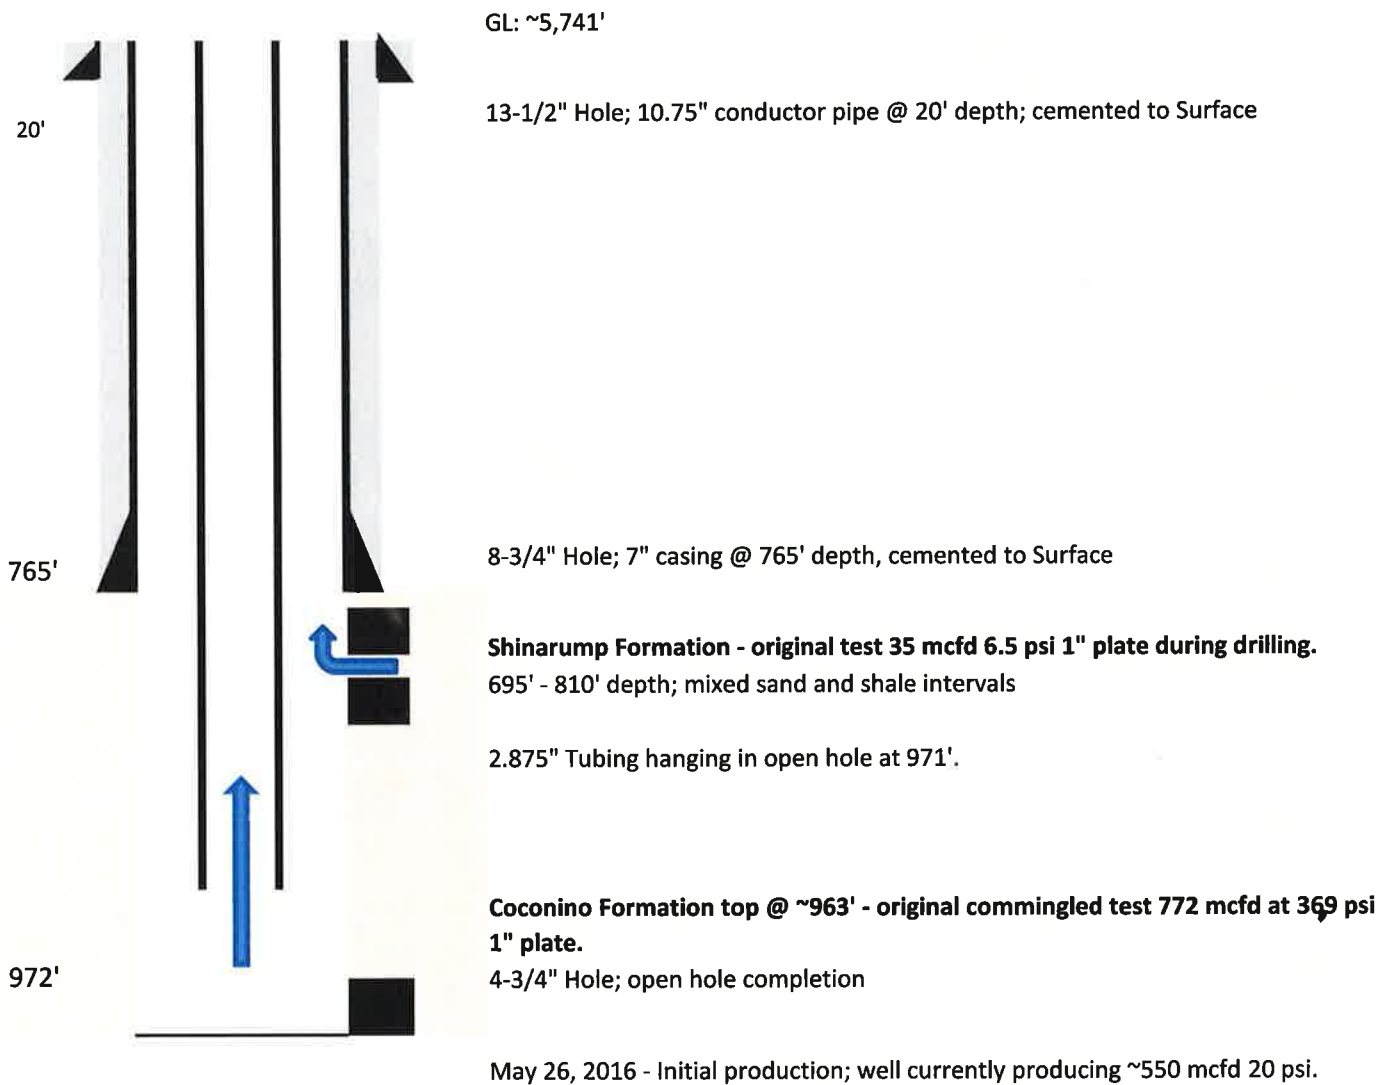 GL: ~5,741'
20'
13-1/2" Hole; 10.75" conductor pipe @ 20' depth; cemented to Surface
765'
8-3/4" Hole; 7" casing @ 765' depth, cemented to Surface
Shinarump Formation - original test 35 mcfd 6.5 psi 1" plate during drilling.
695' - 810' depth; mixed sand and shale intervals
2.875" Tubing hanging in open hole at 971'.
Coconino Formation top @ ~963' - original commingled test 772 mcfd at 369 psi
1" plate.
972'
4-3/4" Hole; open hole completion
May 26, 2016 - Initial production; well currently producing ~550 mcfd 20 psi.